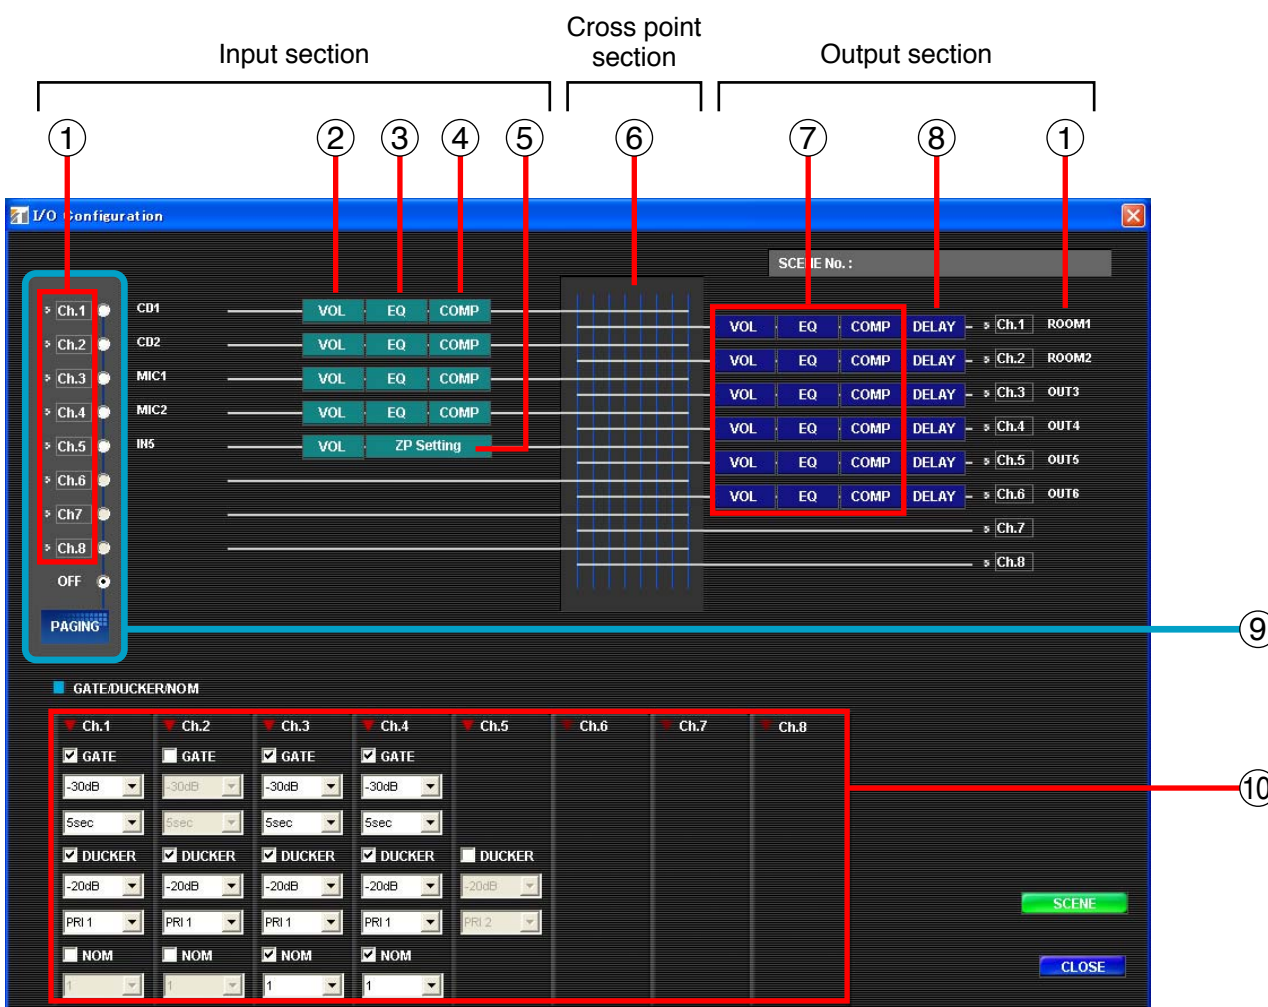 Cross point
Input section section Output section
1 2 3 4 5 6 7 8 1
I/O Configuration
SCENE No. :
Ch.1 CD1 VOL EQ COMP
VOL EQ COMP DELAY Ch.1 ROOM1
Ch.2 CD2 VOL EQ COMP
VOL EQ COMP DELAY Ch.2 ROOM2
Ch.3 MIC1 VOL EQ COMP
VOL EQ COMP DELAY Ch.3 OUT3
Ch.4 MIC2 VOL EQ COMP
VOL EQ COMP DELAY Ch.4 OUT4
Ch.5 IN5 VOL ZP Setting
VOL EQ COMP DELAY Ch.5 OUT5
Ch.6
VOL EQ COMP DELAY Ch.6 OUT6
Ch7
Ch.7
Ch.8
Ch.8
OFF
PAGING
9
GATE/DUCKER/NOM
Ch.1 Ch.2 Ch.3 Ch.4 Ch.5 Ch.6 Ch.7 Ch.8
GATE GATE GATE GATE
-30dB -30dB -30dB -30dB
10
5sec 5sec 5sec 5sec
DUCKER DUCKER DUCKER DUCKER DUCKER
-20dB -20dB -20dB -20dB -20dB
SCENE
PRI 1 PRI 1 PRI 1 PRI 1 PRI 2
NOM NOM NOM NOM
CLOSE
1 1 1 1